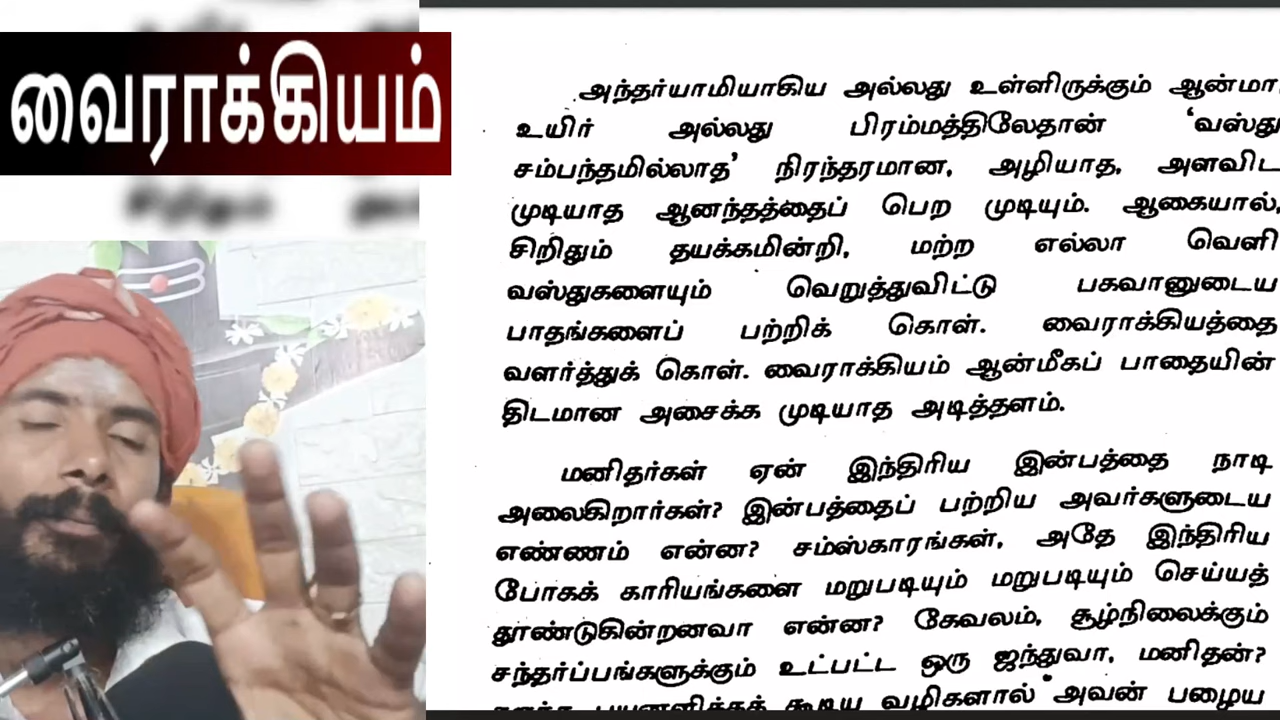 வைராக்கியம்
அந்தர்யாமியாகிய அல்லது உள்ளிருக்கும் ஆன்மா,
உயிர் அல்லது பிரம்மத்திலேதான் ‘வஸ்து
சம்பந்தமில்லாத’ நிரந்தரமான, அழியாத, அளவிட
முடியாத ஆனந்தத்தைப் பெற முடியும். ஆகையால்,
சிறிதும் தயக்கமின்றி, மற்ற எல்லா வெளி
வஸ்துகளையும் வெறுத்துவிட்டு பகவானுடைய
பாதங்களைப் பற்றிக் கொள். வைராக்கியத்தை
வளர்த்துக் கொள். வைராக்கியம் ஆன்மீகப் பாதையின்
திடமான அசைக்க முடியாத அடித்தளம்.
மனிதர்கள் ஏன் இந்திரிய இன்பத்தை நாடி
அலைகிறார்கள்? இன்பத்தைப் பற்றிய அவர்களுடைய
எண்ணம் என்ன? சம்ஸ்காரங்கள், அதே இந்திரிய
போகக் காரியங்களை மறுபடியும் மறுபடியும் செய்யத்
தூண்டுகின்றனவா என்ன? கேவலம், சூழ்நிலைக்கும்
சந்தர்ப்பங்களுக்கும் உட்பட்ட ஒரு ஜந்துவா, மனிதன்?
கூடிய வழிகளால் அவன் பழைய